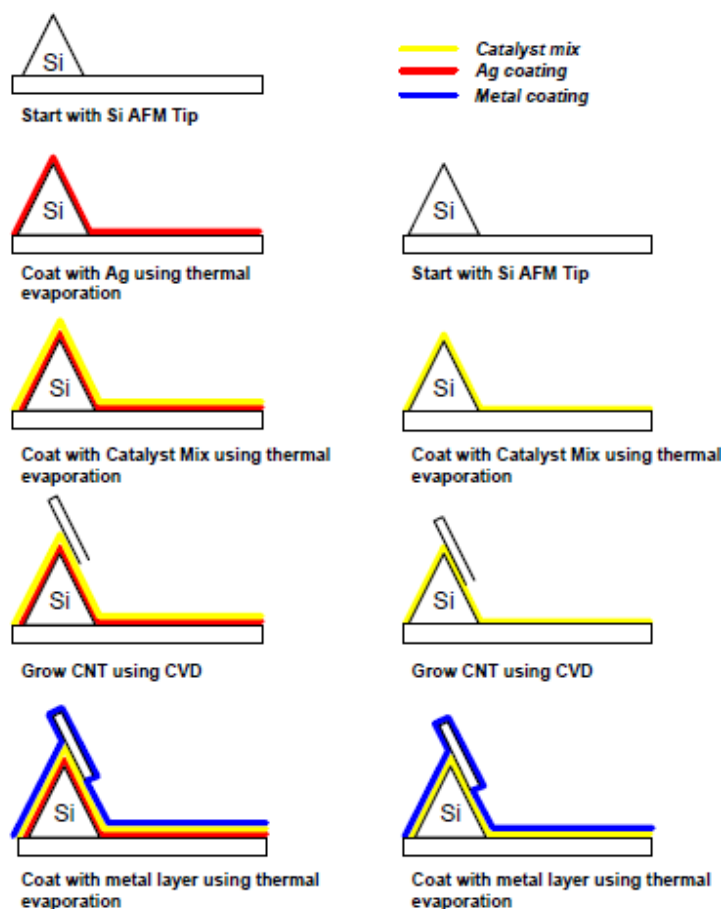 Si
Start with Si AFM Tip
Catalyst mix
Ag coating
Metal coating
Si
Coat with Ag using thermal
evaporation
Si
Start with Si AFM Tip
Si
Coat with Catalyst Mix using thermal
evaporation
Si
Coat with Catalyst Mix using thermal
evaporation
Si
Grow CNT using CVD
Si
Grow CNT using CVD
Si
Coat with metal layer using thermal
evaporation
Si
Coat with metal layer using thermal
evaporation